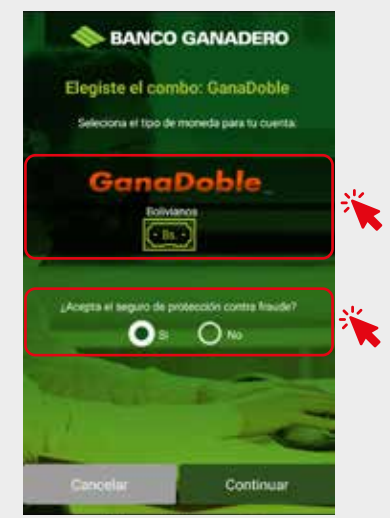 BANCO GANADERO
Elegiste el combo: GanaDoble
Selecciona el tipo de moneda para tu cuenta:
GanaDoble
Bolivianos
- Bs. -
¿Acepta el seguro de protección contra fraude?
Si No
Cancelar Continuar